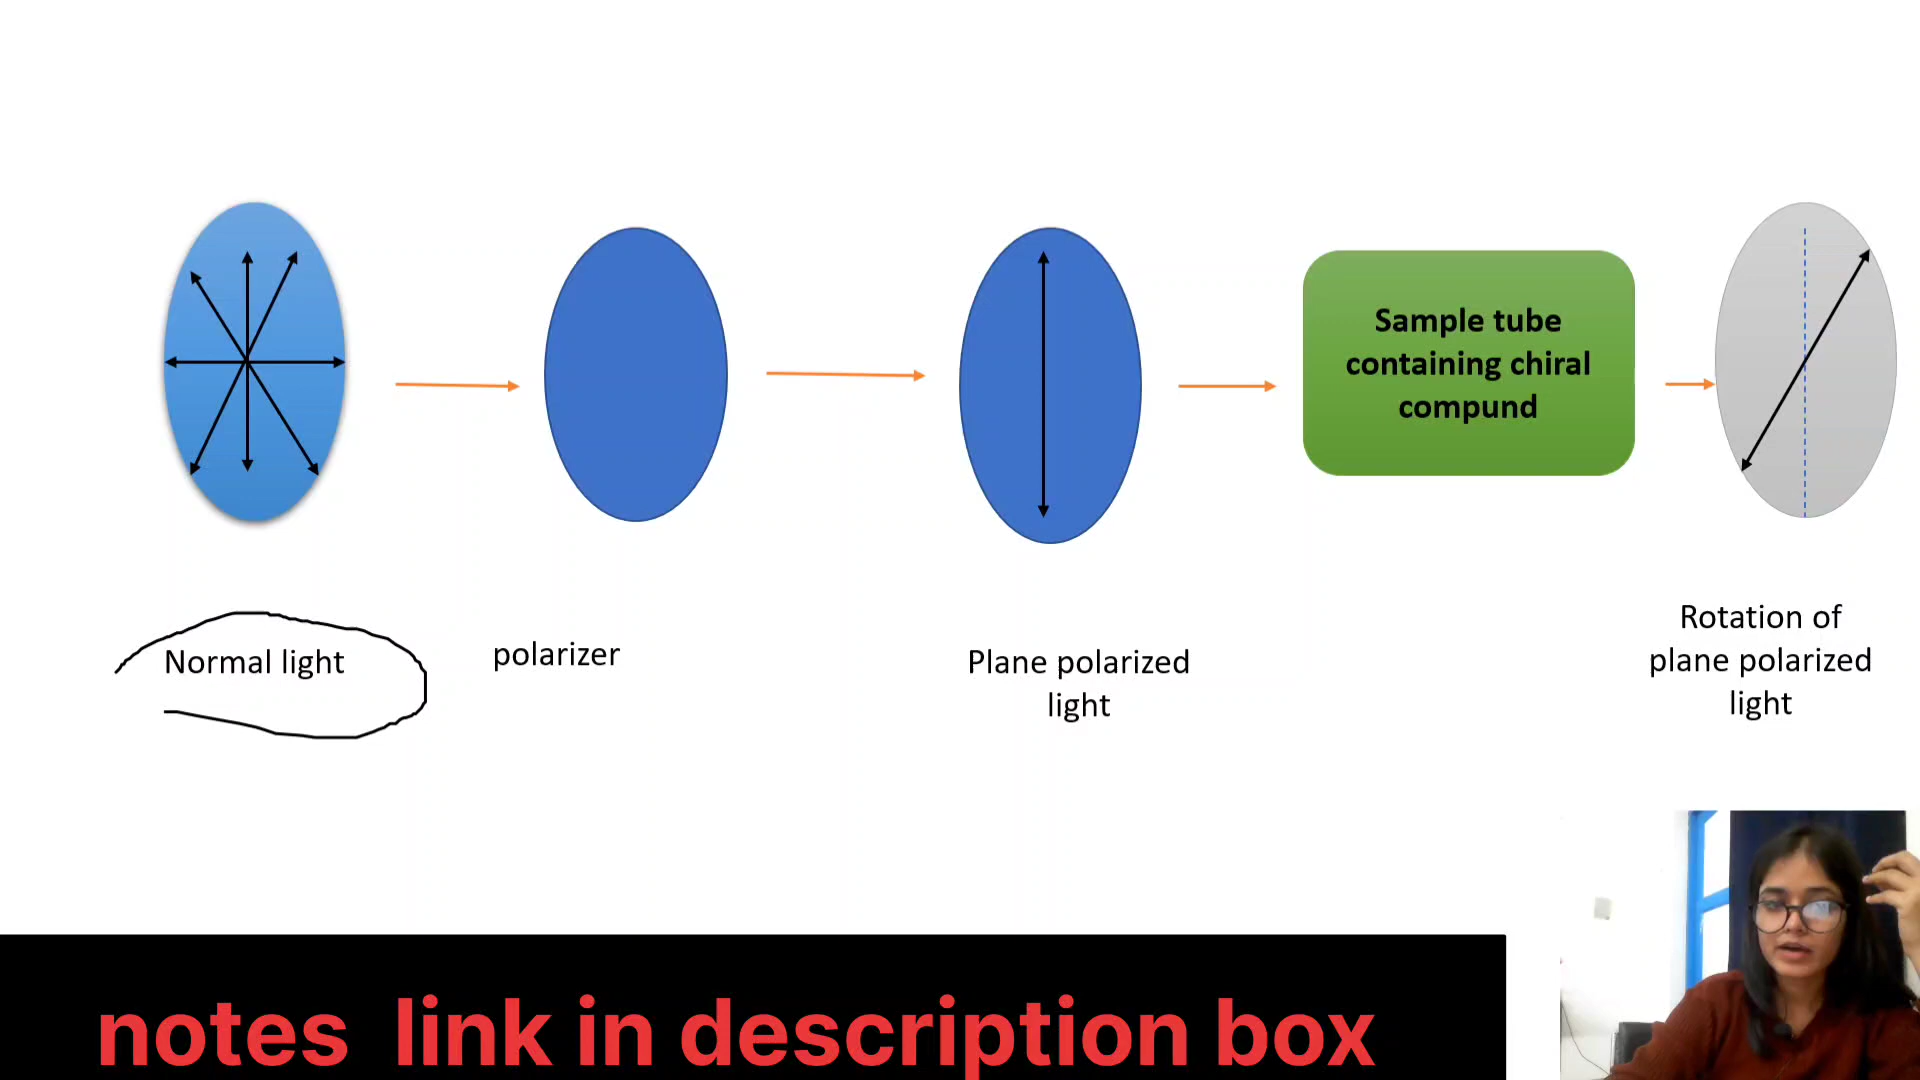 Sample tube
containing chiral
compund
Normal light
polarizer
Plane polarized
light
Rotation of
plane polarized
light
notes link in description box